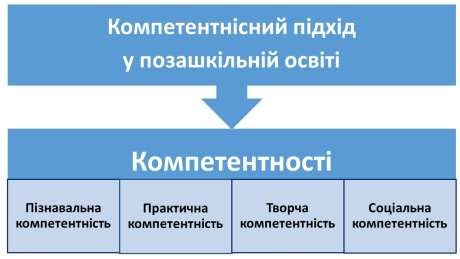 Компетентнісний підхід
у позашкільній освіті
Компетентності
Пізнавальна
компетентність
Практична
компетентність
Творча
компетентність
Соціальна
компетентність